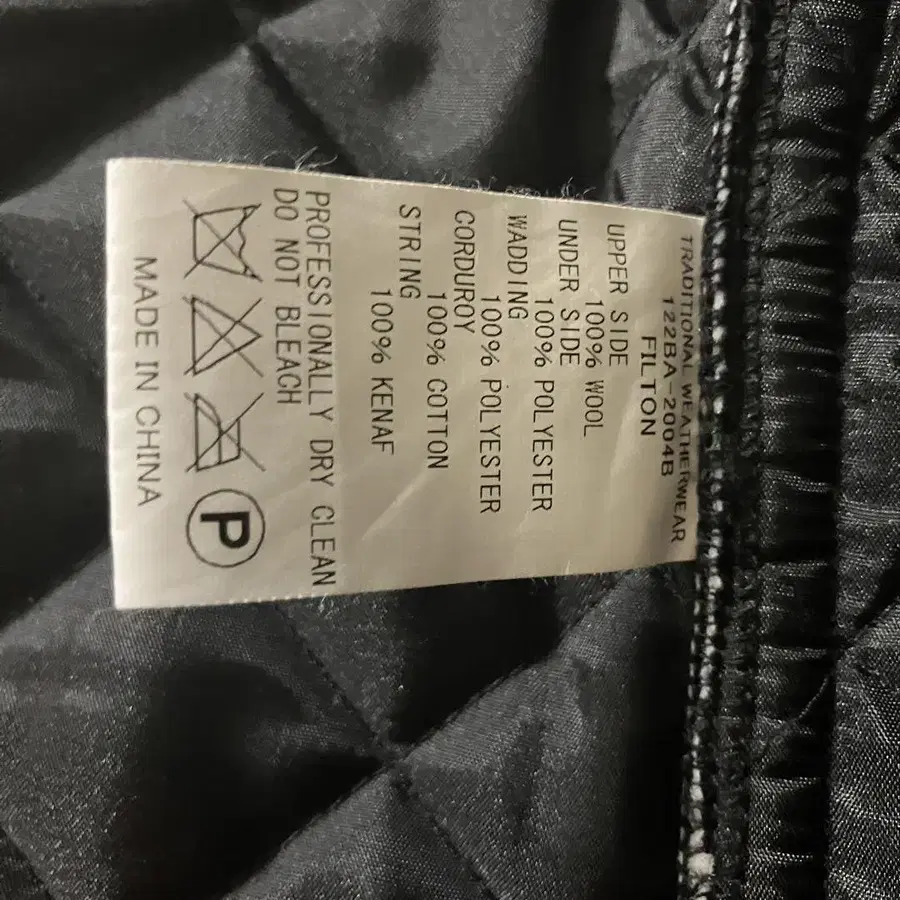 TRADITIONAL WEATHERWEAR
122BA-2004B
FILTON
UPPER SIDE
100% WOOL
UNDER SIDE
100% POLYESTER
WADDING
100% POLYESTER
CORDUROY
100% COTTON
STRING
100% KENAF
PROFESSIONALLY DRY CLEAN
DO NOT BLEACH
P
MADE IN CHINA